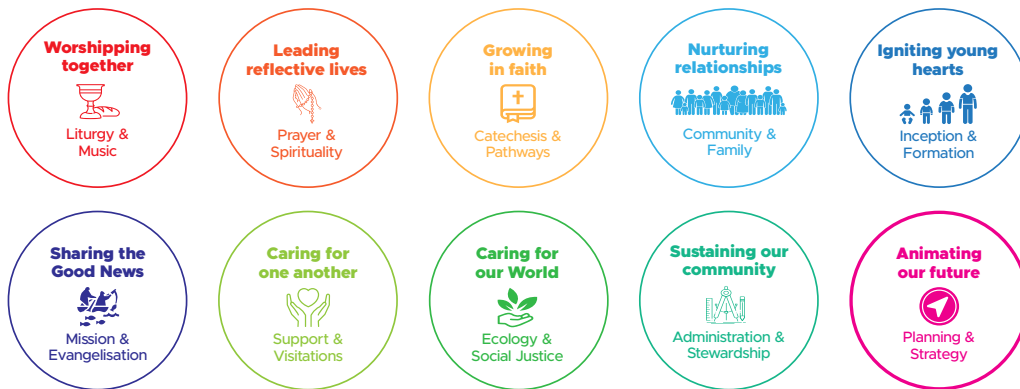 Worshipping
together
Liturgy &
Music
Leading
reflective lives
Prayer &
Spirituality
Growing
in faith
Catechesis &
Pathways
Nurturing
relationships
Community &
Family
Igniting young
hearts
Inception &
Formation
Sharing the
Good News
Mission &
Evangelisation
Caring for
one another
Support &
Visitations
Caring for
our World
Ecology &
Social Justice
Sustaining our
community
Administration &
Stewardship
Animating
our future
Planning &
Strategy